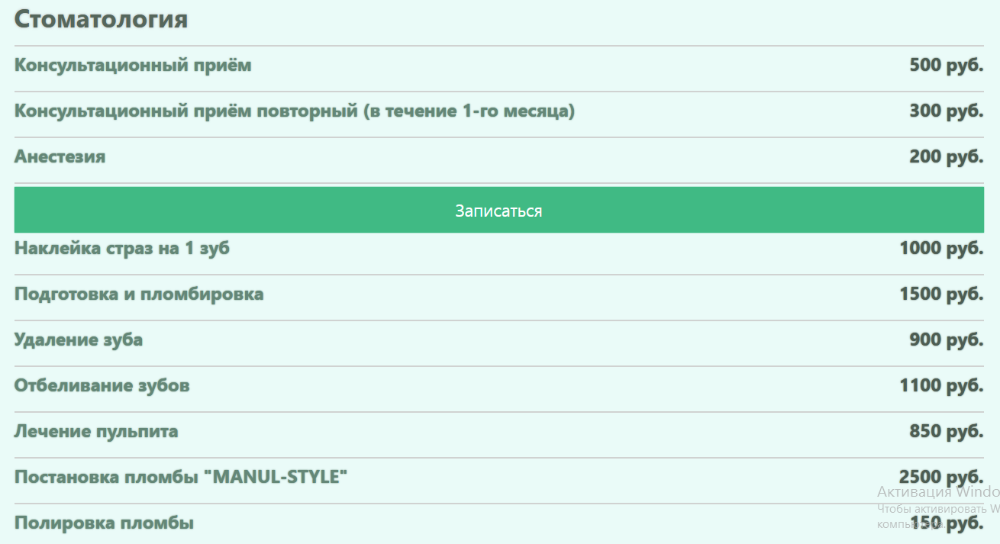 Стоматология
Консультационный приём 500 руб.
Консультационный приём повторный (в течение 1-го месяца) 300 руб.
Анестезия 200 руб.
Записаться
Наклейка страз на 1 зуб 1000 руб.
Подготовка и пломбировка 1500 руб.
Удаление зуба 900 руб.
Отбеливание зубов 1100 руб.
Лечение пульпита 850 руб.
Постановка пломбы "MANUL-STYLE" 2500 руб.
Активация Windo
Чтобы активировать W
компьютера.
Полировка пломбы 150 руб.